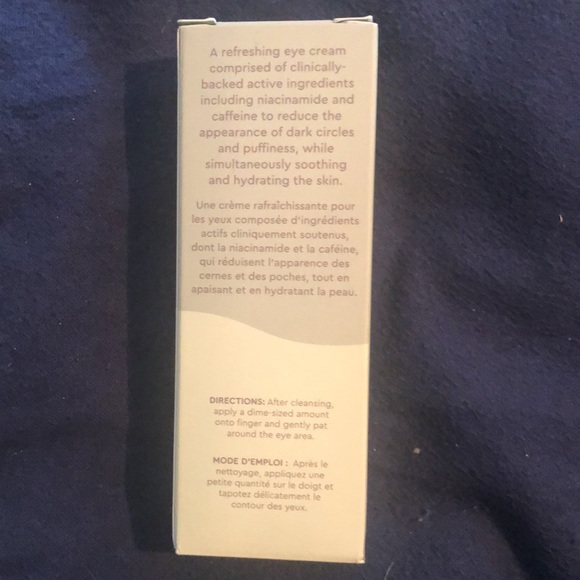 A refreshing eye cream
comprised of clinically-
backed active ingredients
including niacinamide and
caffeine to reduce the
appearance of dark circles
and puffiness, while
simultaneously soothing
and hydrating the skin.
Une crème rafraîchissante pour
les yeux composée d'ingrédients
actifs cliniquement soutenus,
dont la niacinamide et la caféine,
qui réduisent l'apparence des
cernes et des poches, tout en
apaisant et en hydratant la peau.
DIRECTIONS: After cleansing,
apply a dime-sized amount
onto finger and gently pat
around the eye area.
MODE D'EMPLOI : Après le
nettoyage, appliquez une
petite quantité sur le doigt et
tapotez délicatement le
contour des yeux.